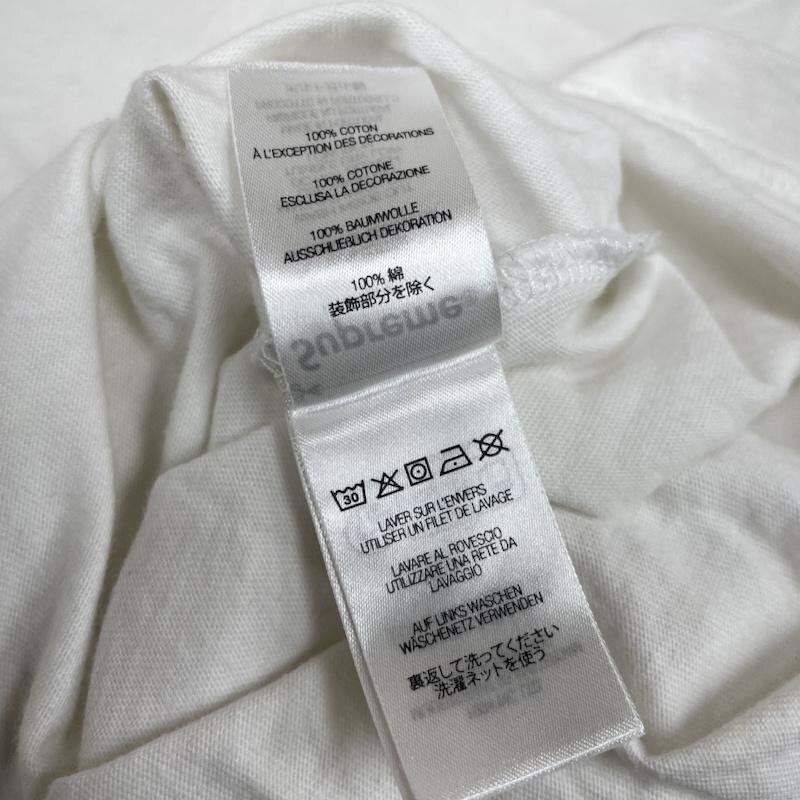 100% COTON
À L'EXCEPTION DES DÉCORATIONS
100% COTONE
ESCLUSA LA DECORAZIONE
100% BAUMWOLLE
AUSSCHLIEBLICH DEKORATION
100% 綿
装飾部分を除く
Supreme
30
LAVER SUR L'ENVERS
UTILISER UN FILET DE LAVAGE
LAVARE AL ROVESCIO
UTILIZZARE UNA RETE DA
LAVAGGIO
AUF LINKS WASCHEN
WÄSCHENETZ VERWENDEN
裏返して洗ってください
洗濯ネットを使う